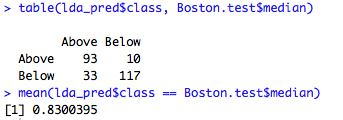 > table(lda_pred$class, Boston.test$median)
Above Below
Above 93 10
Below 33 117
> mean(lda_pred$class == Boston.test$median)
[1] 0.8300395